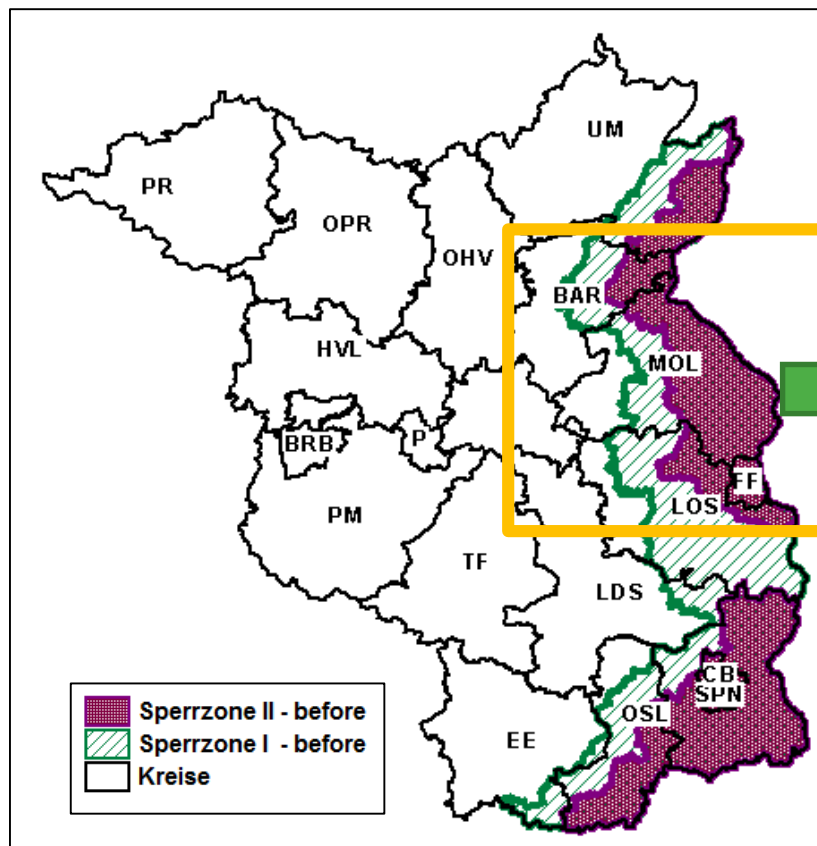 UM
PR
OPR
OHV
BAR
HVL
MOL
BRB
P
FF
LOS
PM
TF
LDS
CB
SPN
OSL
EE
Sperrzone II - before
Sperrzone I - before
Kreise